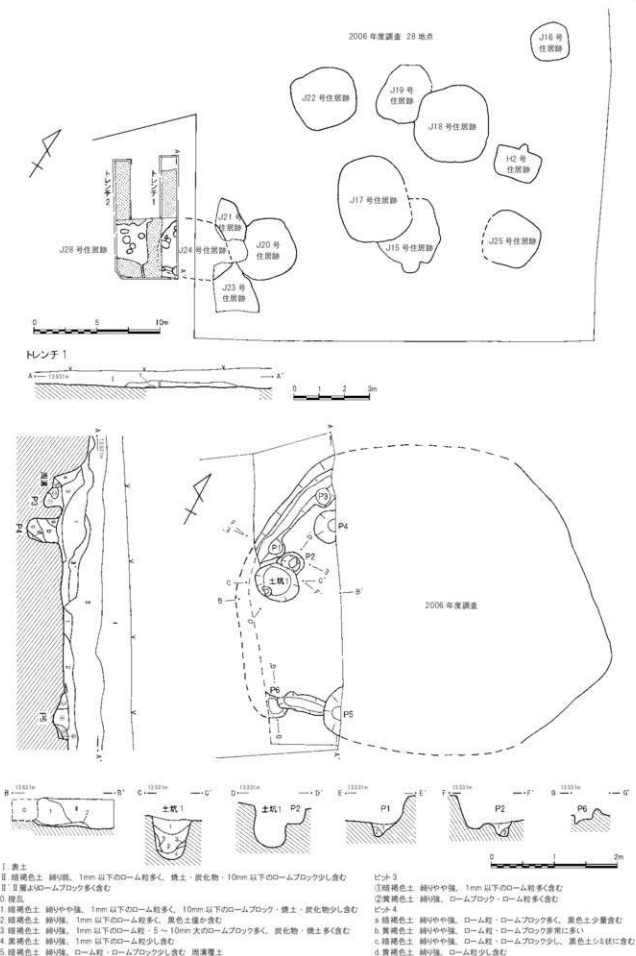 2006 年度調査 28 地点
J16 号
住居跡
J22 号
住居跡
J19 号
住居跡
J18 号住居跡
H2 号
住居跡
J17 号住居跡
J15 号住居跡
J25 号
住居跡
トレンチ 2
トレンチ 1
A
J28 号住居跡
J24 号住居跡
J21 号
住居跡
J20 号
住居跡
J23 号
住居跡
A'
0 5 10m
トレンチ 1
A 13.931m A'
I
0 1 2 3m
A
周溝
P3
P4
P6
A'
A
P3
P4
P1
P2
土坑 1
C
B
B'
2006 年度調査
P6
P5
A'
B 13.631m B'
C 13.531m C'
土坑 1
D 13.331m D'
土坑 1 P2
E 13.531m E'
P1
F 13.531m F'
P2
G 13.531m G'
P6
0 1 2m
I. 表土
II. 暗褐色土 締り弱、1mm 以下のローム粒多く、焼土・炭化物・10mm 以下のロームブロック少し含む
II'. II 層よりロームブロック多く含む
0. 撹乱
1. 暗褐色土 締りやや強、1mm 以下のローム粒多く、10mm 以下のロームブロック・焼土・炭化物少し含む
2. 暗褐色土 締り強、1mm 以下のローム粒多く、黒色土僅か含む
3. 暗褐色土 締り強、1mm 以下のローム粒・5 ～ 10mm 大のロームブロック多く、炭化物・焼土多く含む
4. 黒褐色土 締り強、1mm 以下のローム粒少し含む
5. 暗褐色土 締り強、ローム粒・ロームブロック少し含む 周溝覆土
ピット 3
①暗褐色土 締りやや強、1mm 以下のローム粒多く含む
②黄褐色土 締り強、ロームブロック・ローム粒多く含む
ピット 4
a. 暗褐色土 締りやや強、ローム粒・ロームブロック多く、黒色土少量含む
b. 黄褐色土 締りやや強、ローム粒・ロームブロック非常に多い
c. 暗褐色土 締りやや強、ローム粒・ロームブロック少し、黒色土シミ状に含む
d. 黄褐色土 締り強、ローム粒少し含む